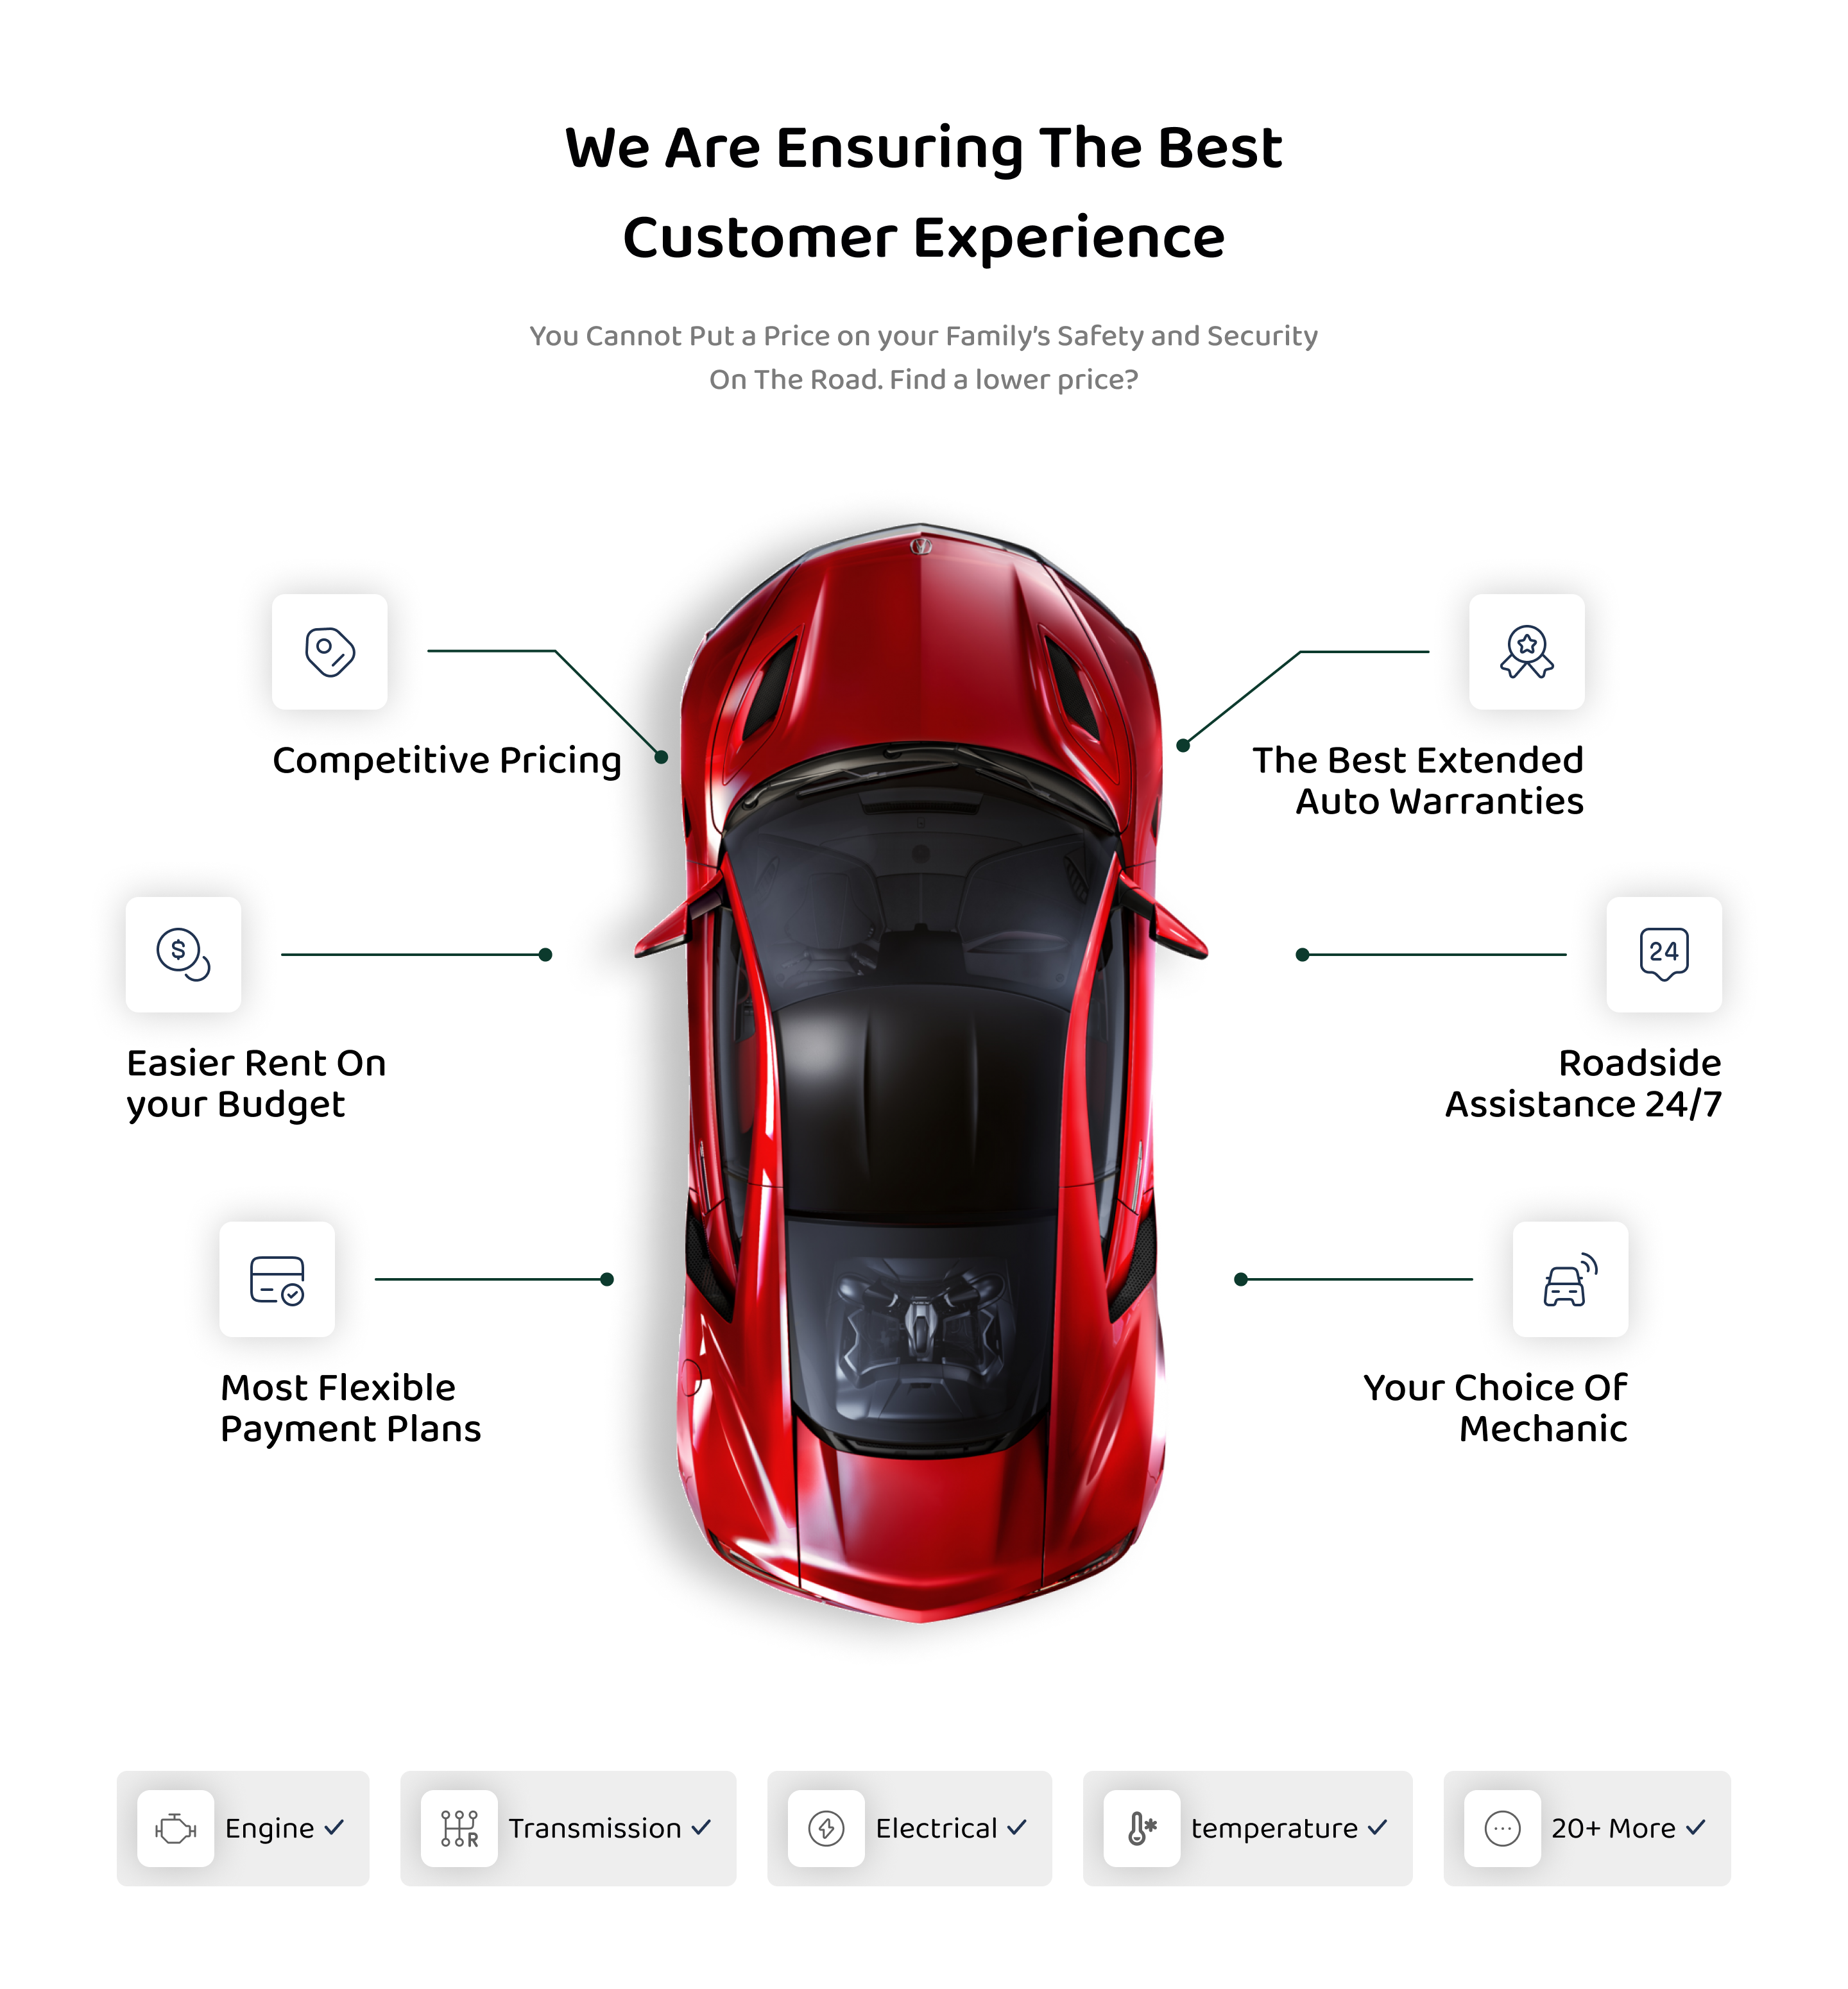 We Are Ensuring The Best
Customer Experience
You Cannot Put a Price on your Family's Safety and Security
On The Road. Find a lower price?
Competitive Pricing
The Best Extended
Auto Warranties
Easier Rent On
your Budget
24
Roadside
Assistance 24/7
Most Flexible
Payment Plans
Your Choice Of
Mechanic
Engine
R
Transmission
Electrical
temperature
20+ More